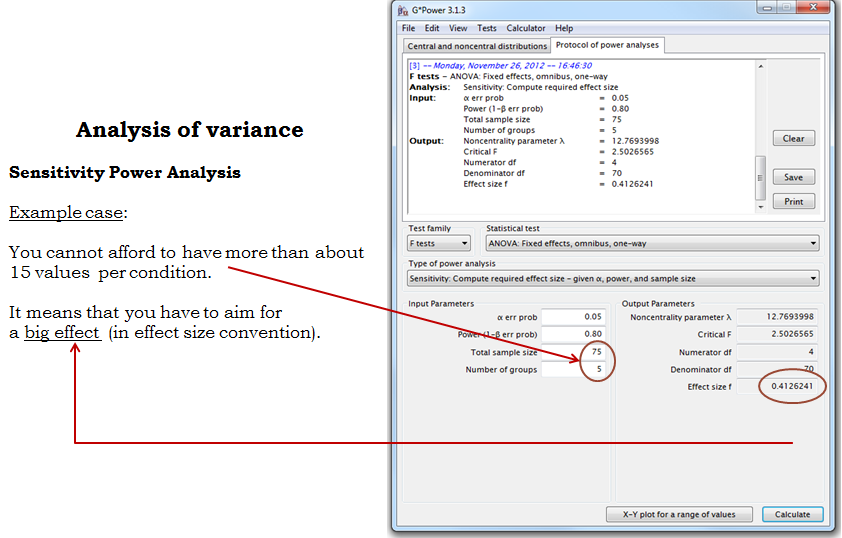 Analysis of variance
Sensitivity Power Analysis
Example case:
You cannot afford to have more than about
15 values per condition.
It means that you have to aim for
a big effect (in effect size convention).
G*Power 3.1.3
File Edit View Tests Calculator Help
Central and noncentral distributions Protocol of power analyses
[3] -- Monday, November 26, 2012 -- 16:46:30
F tests - ANOVA: Fixed effects, omnibus, one-way
Analysis: Sensitivity: Compute required effect size
Input: α err prob = 0.05
Power (1-β err prob) = 0.80
Total sample size = 75
Number of groups = 5
Output: Noncentrality parameter λ = 12.7693998
Critical F = 2.5026565
Numerator df = 4
Denominator df = 70
Effect size f = 0.4126241
Clear
Save
Print
Test family Statistical test
F tests ANOVA: Fixed effects, omnibus, one-way
Type of power analysis
Sensitivity: Compute required effect size - given α, power, and sample size
Input Parameters
α err prob 0.05
Power (1-β err prob) 0.80
Total sample size 75
Number of groups 5
Output Parameters
Noncentrality parameter λ 12.7693998
Critical F 2.5026565
Numerator df 4
Denominator df 70
Effect size f 0.4126241
X-Y plot for a range of values Calculate